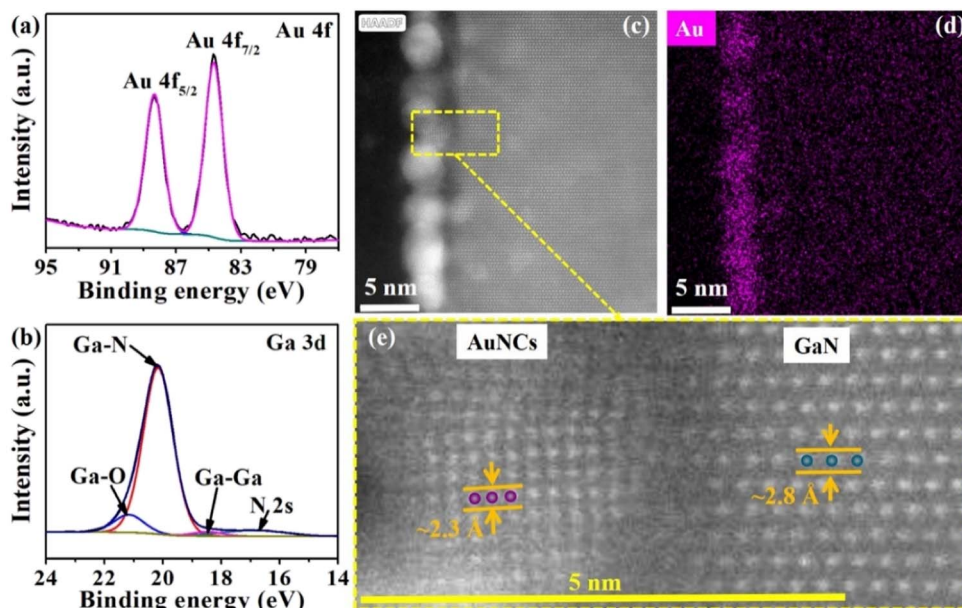 (a)
Au 4f
Au 4f7/2
Au 4f5/2
Intensity (a.u.)
95 91 87 83 79
Binding energy (eV)
(b)
Ga 3d
Ga-N
Ga-O
Ga-Ga
N 2s
Intensity (a.u.)
24 22 20 18 16 14
Binding energy (eV)
HAADF
(c)
5 nm
Au
(d)
5 nm
(e)
AuNCs
GaN
~2.3 Å
~2.8 Å
5 nm